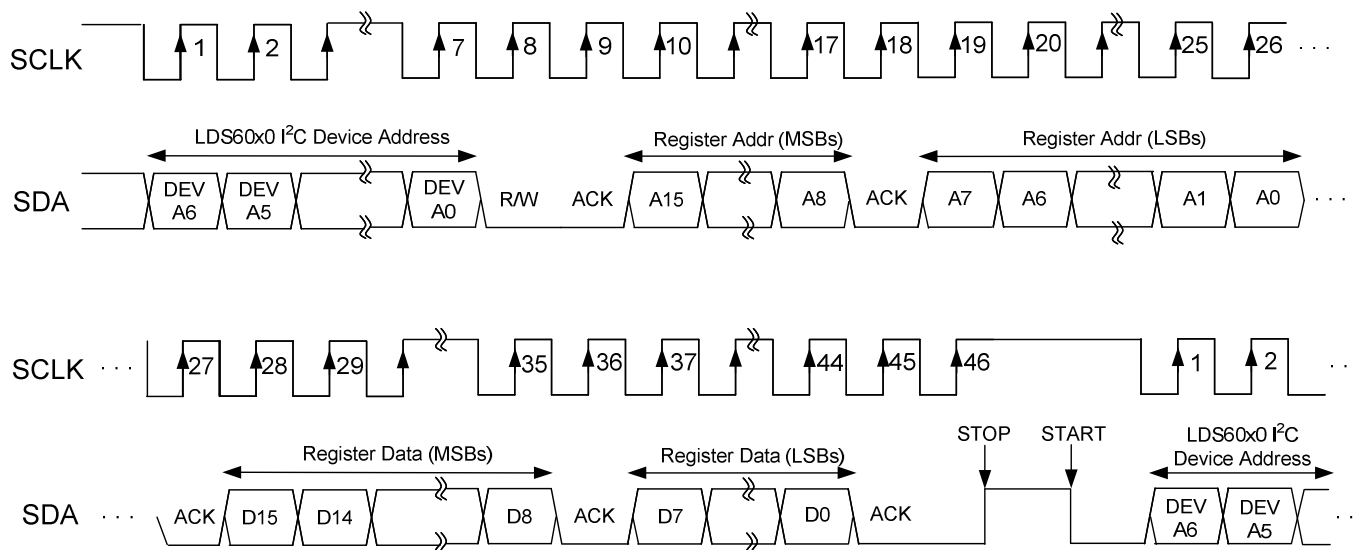 SCLK 1 2 7 8 9 10 17 18 19 20 25 26 . . .
LDS60x0 I²C Device Address Register Addr (MSBs) Register Addr (LSBs)
SDA DEV A6 DEV A5 DEV A0 R/W ACK A15 A8 ACK A7 A6 A1 A0 . . .
SCLK . . . 27 28 29 35 36 37 44 45 46 1 2 . .
Register Data (MSBs) Register Data (LSBs) STOP START LDS60x0 I²C Device Address
SDA . . . ACK D15 D14 D8 ACK D7 D0 ACK DEV A6 DEV A5 . .